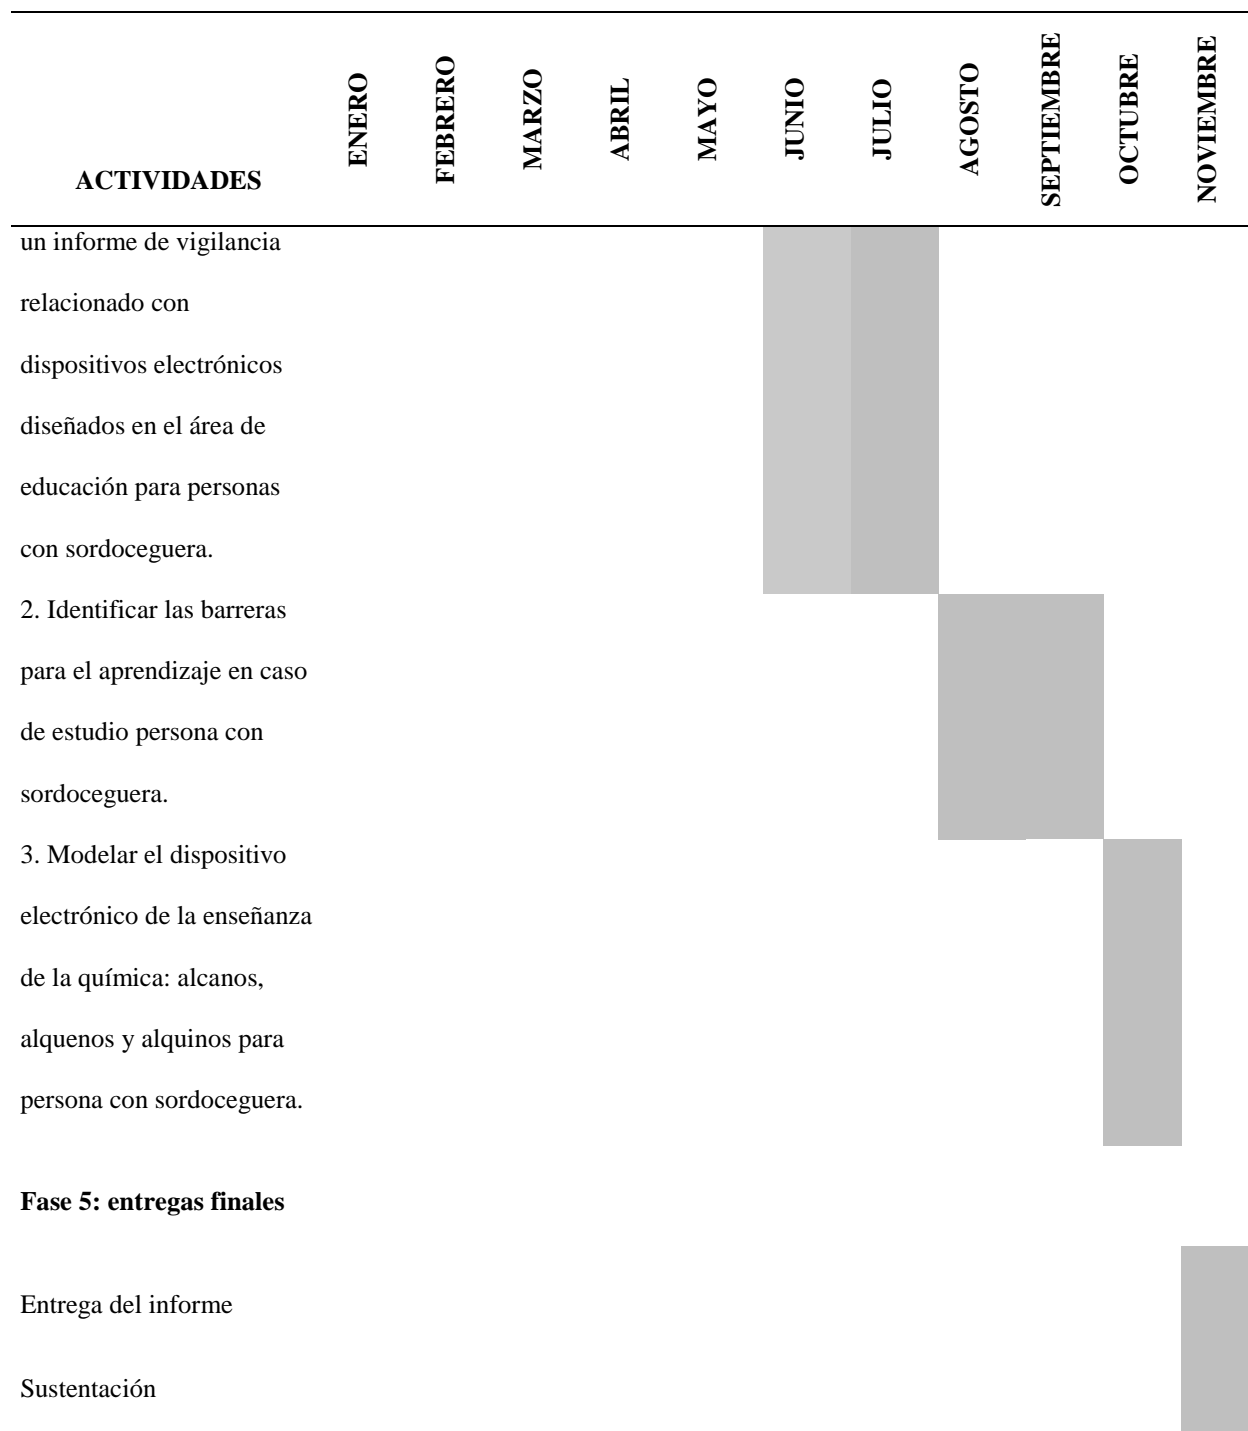 ACTIVIDADES
ENERO
FEBRERO
MARZO
ABRIL
MAYO
JUNIO
JULIO
AGOSTO
SEPTIEMBRE
OCTUBRE
NOVIEMBRE
un informe de vigilancia
relacionado con
dispositivos electrónicos
diseñados en el área de
educación para personas
con sordoceguera.
2. Identificar las barreras
para el aprendizaje en caso
de estudio persona con
sordoceguera.
3. Modelar el dispositivo
electrónico de la enseñanza
de la química: alcanos,
alquenos y alquinos para
persona con sordoceguera.
Fase 5: entregas finales
Entrega del informe
Sustentación